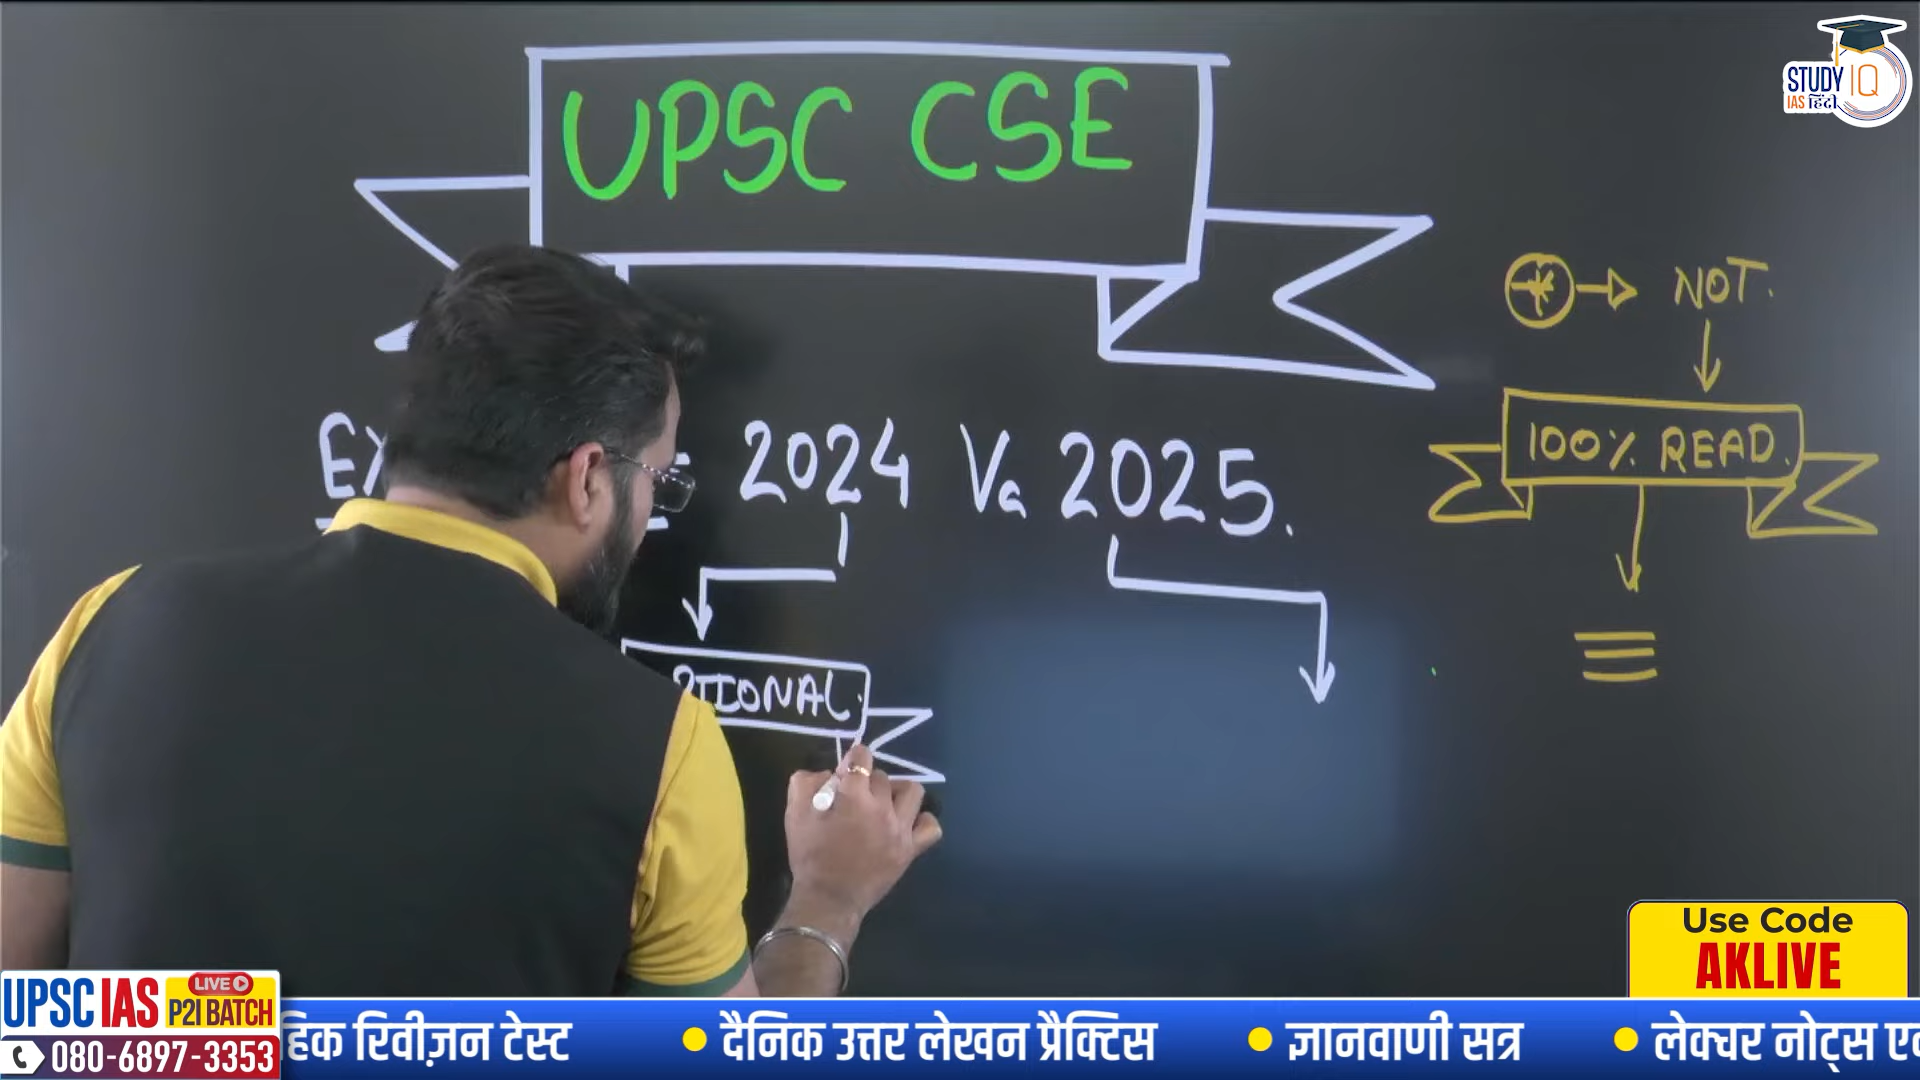 UPSC CSE
STUDY IQ
IAS हिंदी
NOT.
100% READ.
2024 Vs 2025.
Use Code
AKLIVE
UPSC IAS
LIVE
P2I BATCH
080-6897-3353
रिवीज़न टेस्ट
• दैनिक उत्तर लेखन प्रैक्टिस
• ज्ञानवाणी सत्र
• लेक्चर नोट्स